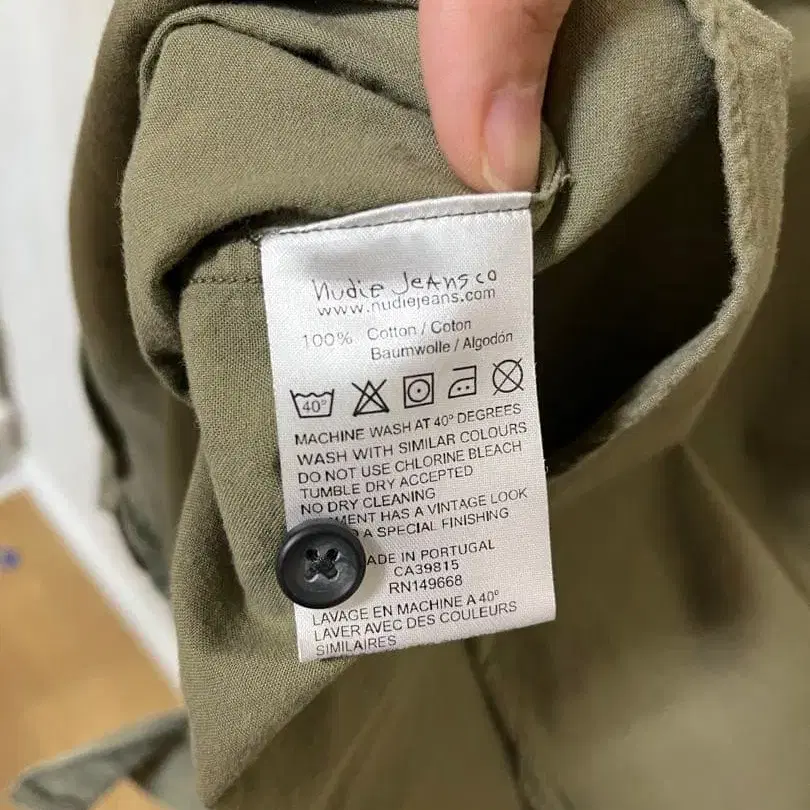 nudie Jeans co
www.nudiejeans.com
100% Cotton / Coton
Baumwolle / Algodón
40°
MACHINE WASH AT 40º DEGREES
WASH WITH SIMILAR COLOURS
DO NOT USE CHLORINE BLEACH
TUMBLE DRY ACCEPTED
NO DRY CLEANING
MENT HAS A VINTAGE LOOK
A SPECIAL FINISHING
ADE IN PORTUGAL
CA39815
RN149668
LAVAGE EN MACHINE A 40º
LAVER AVEC DES COULEURS
SIMILAIRES